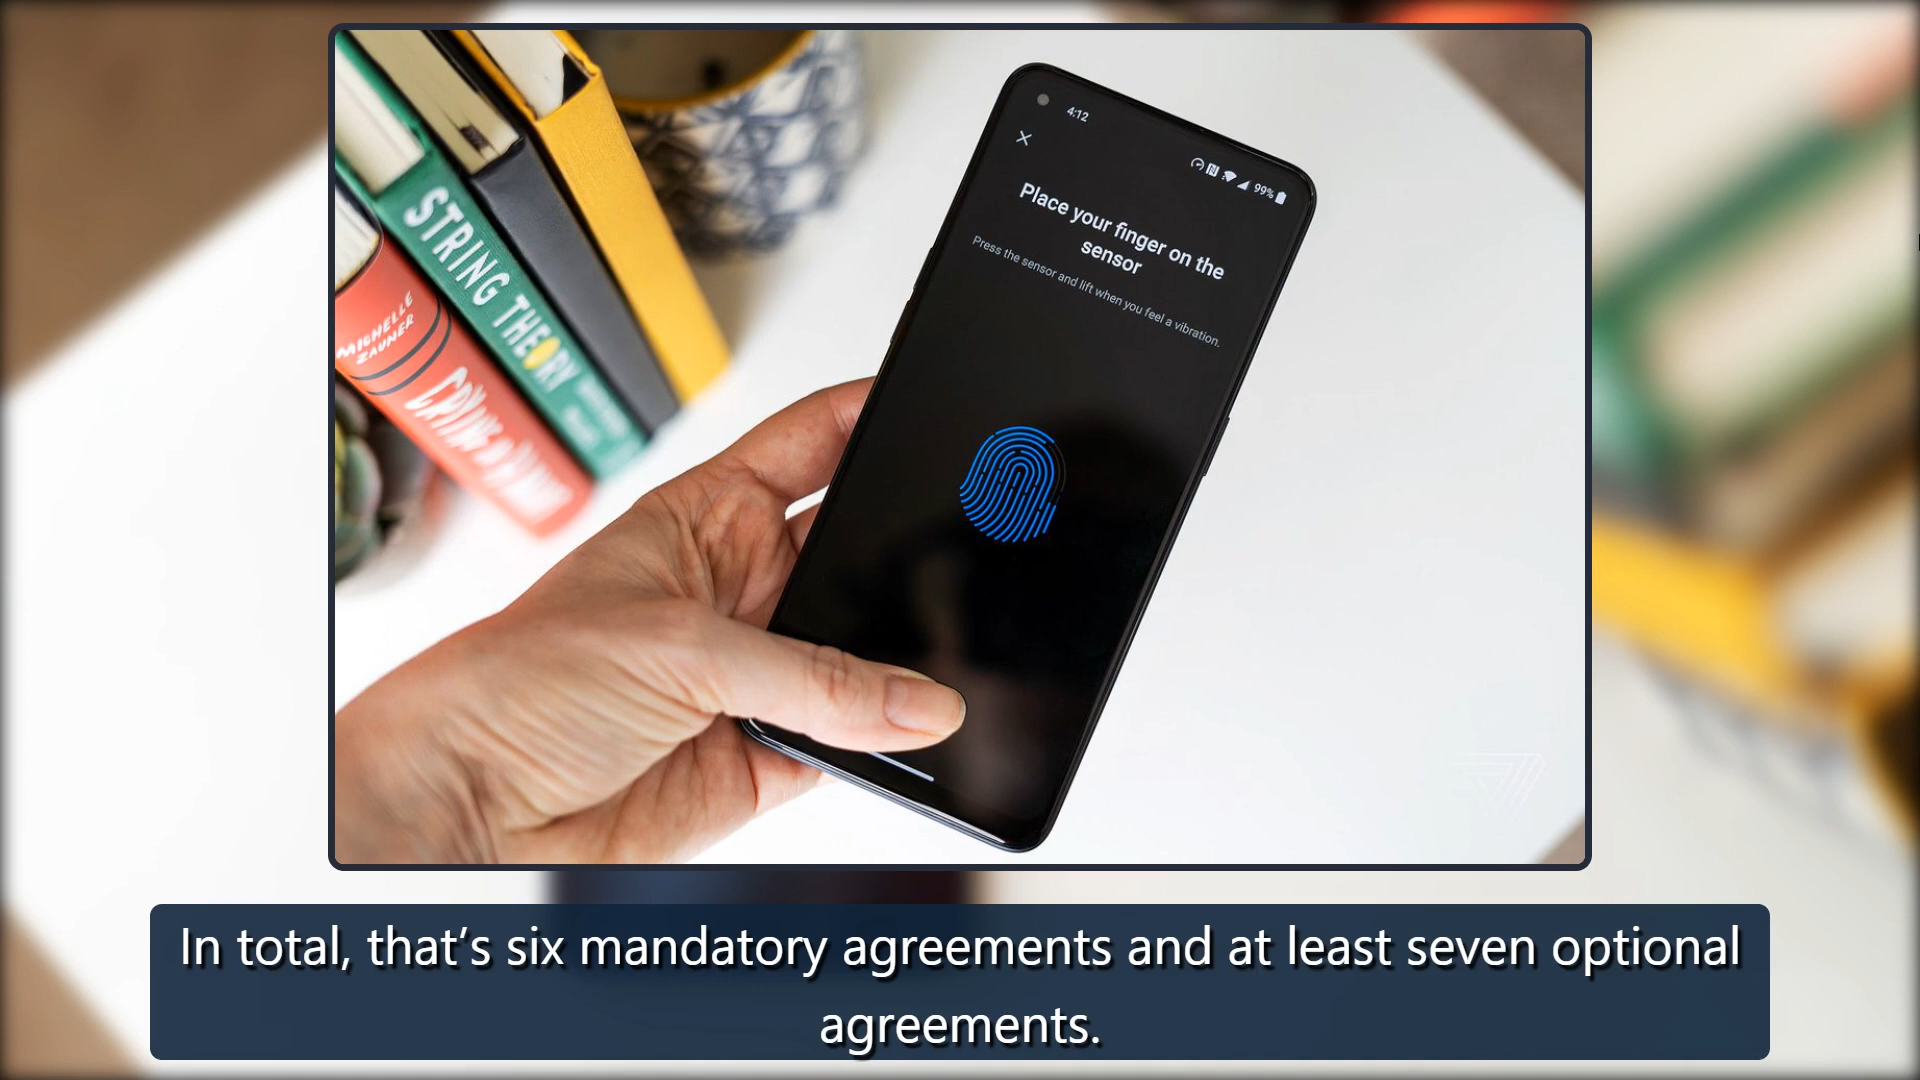 4:12
99%
Place your finger on the
sensor
Press the sensor and lift when you feel a vibration.
STRING THEORY
MICHELLE
ZAUNER
CRYING
In total, that's six mandatory agreements and at least seven optional
agreements.